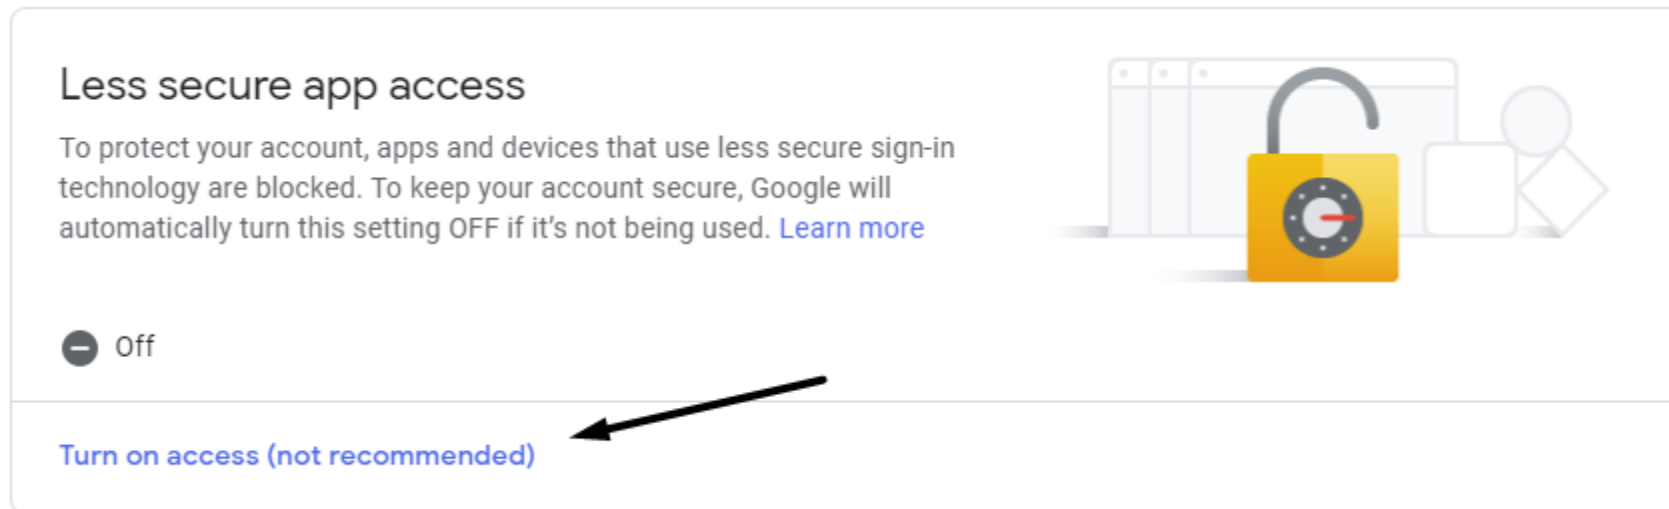 Less secure app access
To protect your account, apps and devices that use less secure sign-in
technology are blocked. To keep your account secure, Google will
automatically turn this setting OFF if it’s not being used. Learn more
Off
Turn on access (not recommended)